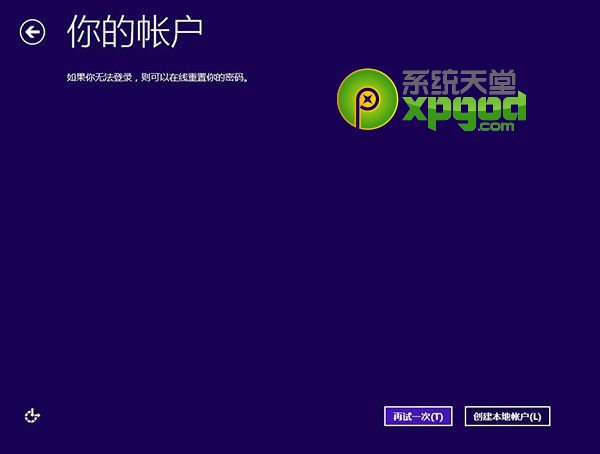 你的帐户
如果你无法登录，则可以在线重置你的密码。
系统天堂
xpgod
.com
再试一次(T)
创建本地帐户(L)